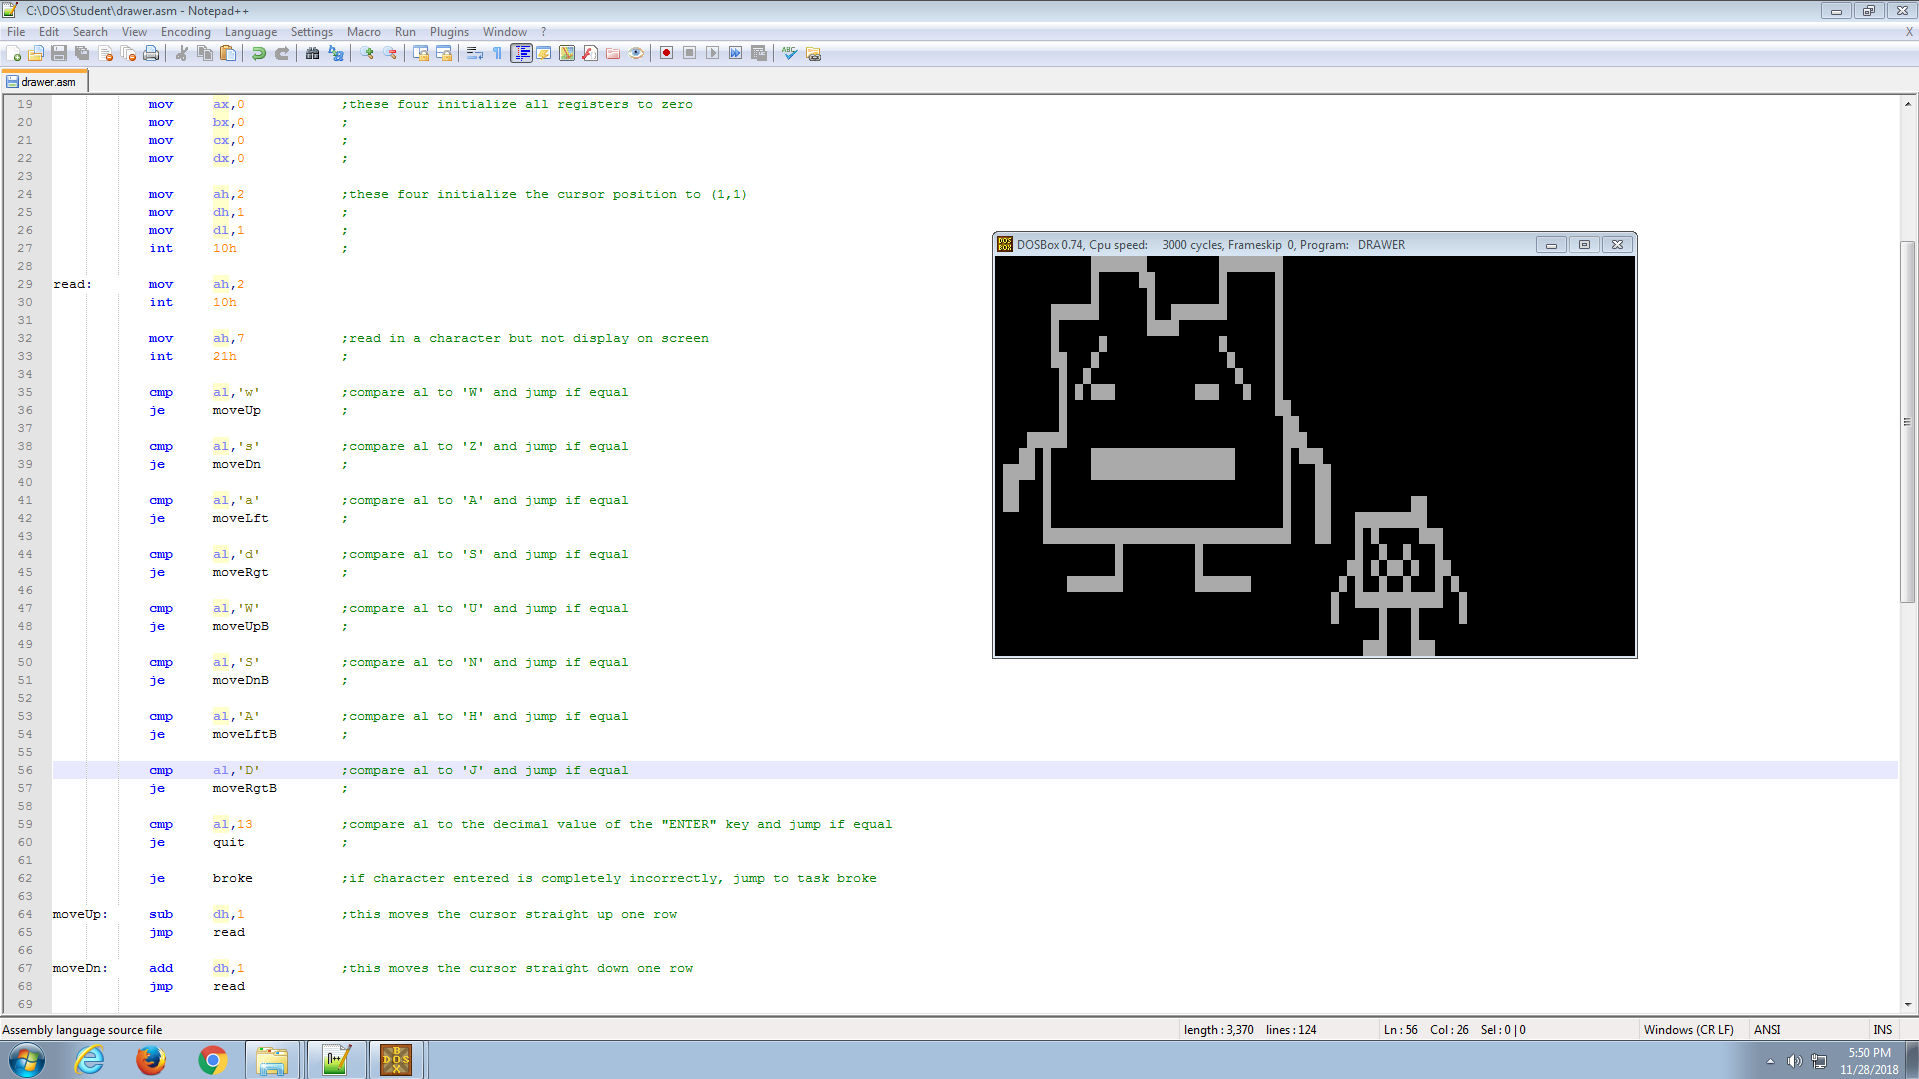 C:\DOS\Student\drawer.asm - Notepad++
File Edit Search View Encoding Language Settings Macro Run Plugins Window ? X
drawer.asm
19 mov ax,0 ;these four initialize all registers to zero
20 mov bx,0 ;
21 mov cx,0 ;
22 mov dx,0 ;
23
24 mov ah,2 ;these four initialize the cursor position to (1,1)
25 mov dh,1 ;
26 mov dl,1 ;
27 int 10h ;
28
29 read: mov ah,2
30 int 10h
31
32 mov ah,7 ;read in a character but not display on screen
33 int 21h ;
34
35 cmp al,'w' ;compare al to 'W' and jump if equal
36 je moveUp ;
37
38 cmp al,'s' ;compare al to 'Z' and jump if equal
39 je moveDn ;
40
41 cmp al,'a' ;compare al to 'A' and jump if equal
42 je moveLft ;
43
44 cmp al,'d' ;compare al to 'S' and jump if equal
45 je moveRgt ;
46
47 cmp al,'W' ;compare al to 'U' and jump if equal
48 je moveUpB ;
49
50 cmp al,'S' ;compare al to 'N' and jump if equal
51 je moveDnB ;
52
53 cmp al,'A' ;compare al to 'H' and jump if equal
54 je moveLftB ;
55
56 cmp al,'D' ;compare al to 'J' and jump if equal
57 je moveRgtB ;
58
59 cmp al,13 ;compare al to the decimal value of the "ENTER" key and jump if equal
60 je quit ;
61
62 je broke ;if character entered is completely incorrectly, jump to task broke
63
64 moveUp: sub dh,1 ;this moves the cursor straight up one row
65 jmp read
66
67 moveDn: add dh,1 ;this moves the cursor straight down one row
68 jmp read
69
DOSBox 0.74, Cpu speed: 3000 cycles, Frameskip 0, Program: DRAWER
Assembly language source file length : 3,370 lines : 124 Ln : 56 Col : 26 Sel : 0 | 0 Windows (CR LF) ANSI INS
5:50 PM
11/28/2018